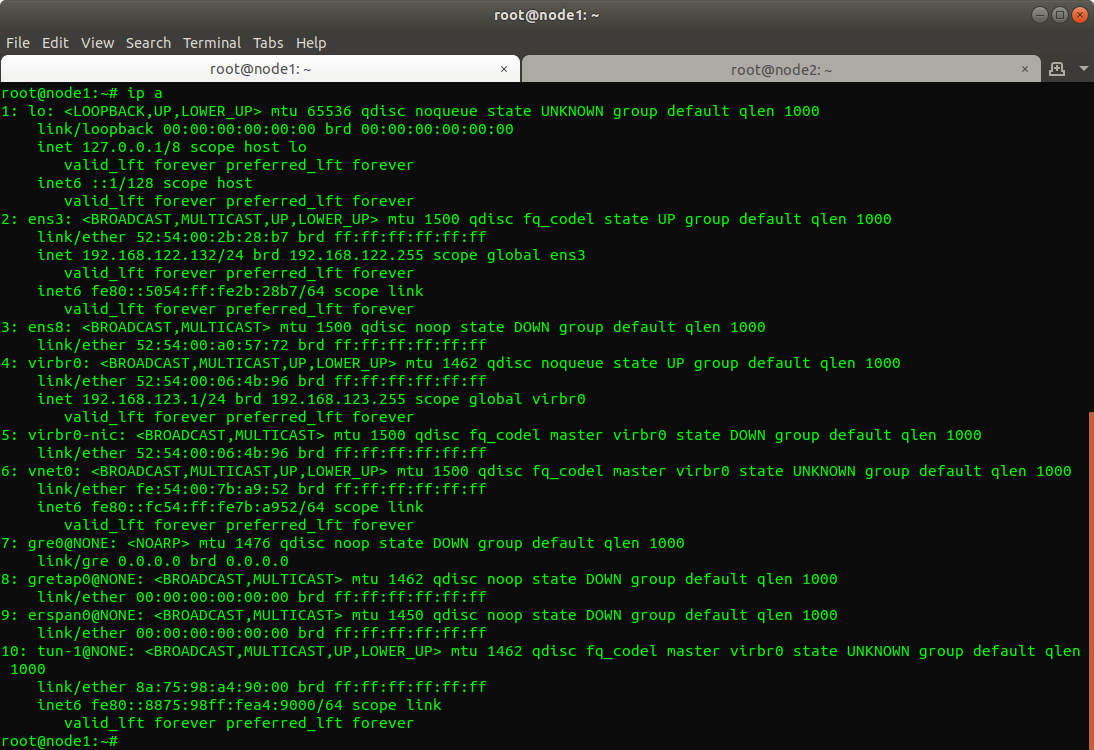 root@node1: ~
File Edit View Search Terminal Tabs Help
root@node1: ~ × root@node2: ~ ×
root@node1:~# ip a
1: lo: <LOOPBACK,UP,LOWER_UP> mtu 65536 qdisc noqueue state UNKNOWN group default qlen 1000
    link/loopback 00:00:00:00:00:00 brd 00:00:00:00:00:00
    inet 127.0.0.1/8 scope host lo
       valid_lft forever preferred_lft forever
    inet6 ::1/128 scope host
       valid_lft forever preferred_lft forever
2: ens3: <BROADCAST,MULTICAST,UP,LOWER_UP> mtu 1500 qdisc fq_codel state UP group default qlen 1000
    link/ether 52:54:00:2b:28:b7 brd ff:ff:ff:ff:ff:ff
    inet 192.168.122.132/24 brd 192.168.122.255 scope global ens3
       valid_lft forever preferred_lft forever
    inet6 fe80::5054:ff:fe2b:28b7/64 scope link
       valid_lft forever preferred_lft forever
3: ens8: <BROADCAST,MULTICAST> mtu 1500 qdisc noop state DOWN group default qlen 1000
    link/ether 52:54:00:a0:57:72 brd ff:ff:ff:ff:ff:ff
4: virbr0: <BROADCAST,MULTICAST,UP,LOWER_UP> mtu 1462 qdisc noqueue state UP group default qlen 1000
    link/ether 52:54:00:06:4b:96 brd ff:ff:ff:ff:ff:ff
    inet 192.168.123.1/24 brd 192.168.123.255 scope global virbr0
       valid_lft forever preferred_lft forever
5: virbr0-nic: <BROADCAST,MULTICAST> mtu 1500 qdisc fq_codel master virbr0 state DOWN group default qlen 1000
    link/ether 52:54:00:06:4b:96 brd ff:ff:ff:ff:ff:ff
6: vnet0: <BROADCAST,MULTICAST,UP,LOWER_UP> mtu 1500 qdisc fq_codel master virbr0 state UNKNOWN group default qlen 1000
    link/ether fe:54:00:7b:a9:52 brd ff:ff:ff:ff:ff:ff
    inet6 fe80::fc54:ff:fe7b:a952/64 scope link
       valid_lft forever preferred_lft forever
7: gre0@NONE: <NOARP> mtu 1476 qdisc noop state DOWN group default qlen 1000
    link/gre 0.0.0.0 brd 0.0.0.0
8: gretap0@NONE: <BROADCAST,MULTICAST> mtu 1462 qdisc noop state DOWN group default qlen 1000
    link/ether 00:00:00:00:00:00 brd ff:ff:ff:ff:ff:ff
9: erspan0@NONE: <BROADCAST,MULTICAST> mtu 1450 qdisc noop state DOWN group default qlen 1000
    link/ether 00:00:00:00:00:00 brd ff:ff:ff:ff:ff:ff
10: tun-1@NONE: <BROADCAST,MULTICAST,UP,LOWER_UP> mtu 1462 qdisc fq_codel master virbr0 state UNKNOWN group default qlen
 1000
    link/ether 8a:75:98:a4:90:00 brd ff:ff:ff:ff:ff:ff
    inet6 fe80::8875:98ff:fea4:9000/64 scope link
       valid_lft forever preferred_lft forever
root@node1:~#